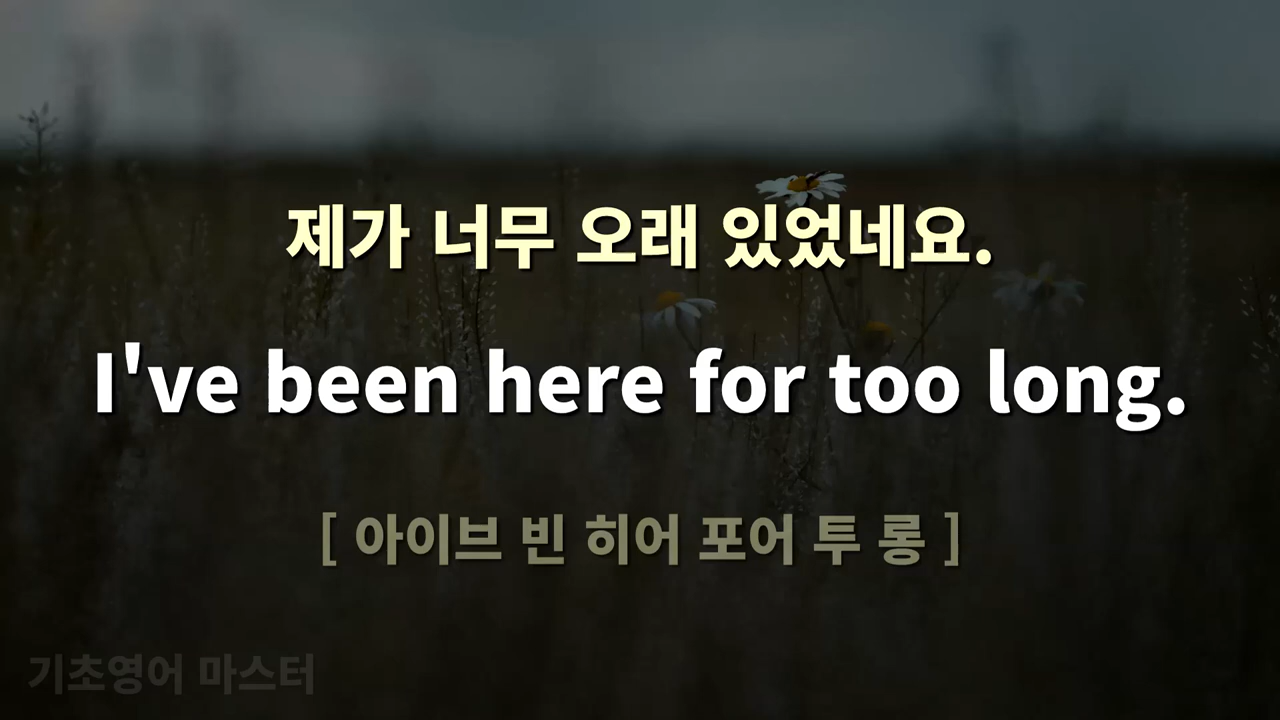 제가 너무 오래 있었네요.
I've been here for too long.
[ 아이브 빈 히어 포어 투 롱 ]
기초영어 마스터